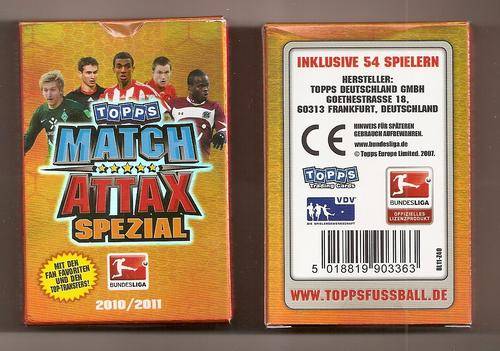 TOPPS
MATCH
ATTAX
SPEZIAL
MIT DEN
FAN FAVORITEN
UND DEN
TOP-TRANSFERS!
BUNDESLIGA
2010/2011
INKLUSIVE 54 SPIELERN
HERSTELLER:
TOPPS DEUTSCHLAND GMBH
GOETHESTRASSE 18,
60313 FRANKFURT, DEUTSCHLAND
CE
HINWEIS FÜR SPÄTEREN
GEBRAUCH AUFBEWAHREN.
www.bundesliga.de
© Topps Europe Limited. 2007.
TOPPS
Trading Cards
VDV
DIE SPIELERGEWERKSCHAFT
BUNDESLIGA
OFFIZIELLES
LIZENZPRODUKT
5 018819 903363
BL11-240
WWW.TOPPSFUSSBALL.DE